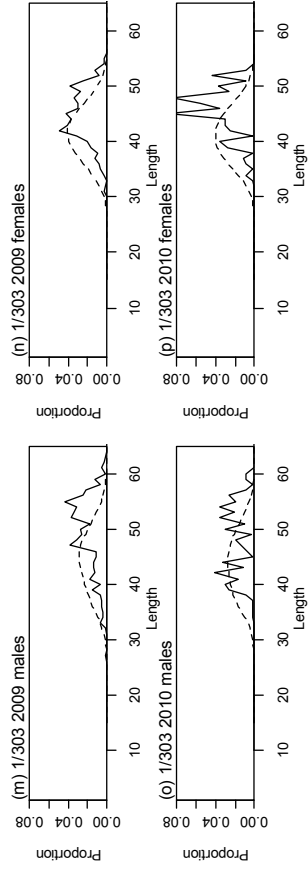 (m) 1/303 2009 males
Proportion
0.00 0.04 0.08
10 20 30 40 50 60
Length
(n) 1/303 2009 females
Proportion
0.00 0.04 0.08
10 20 30 40 50 60
Length
(o) 1/303 2010 males
Proportion
0.00 0.04 0.08
10 20 30 40 50 60
Length
(p) 1/303 2010 females
Proportion
0.00 0.04 0.08
10 20 30 40 50 60
Length